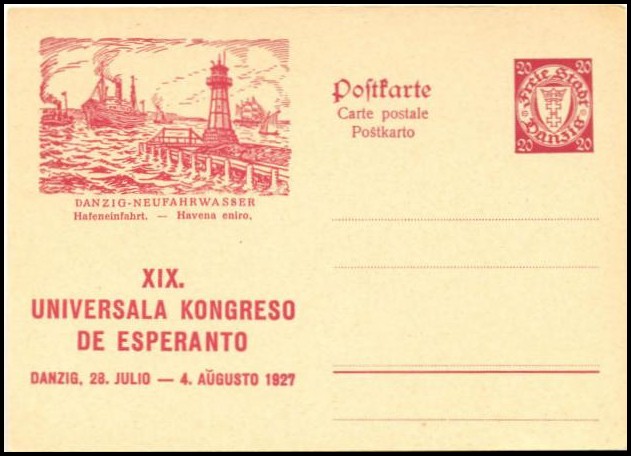 DANZIG-NEUFAHRWASSER
Hafeneinfahrt. — Havena eniro.
XIX.
UNIVERSALA KONGRESO
DE ESPERANTO
DANZIG, 28. JULIO — 4. AŬGUSTO 1927
Postkarte
Carte postale
Poŝtkarto
20 20
Freie Stadt
Danzig
20 20